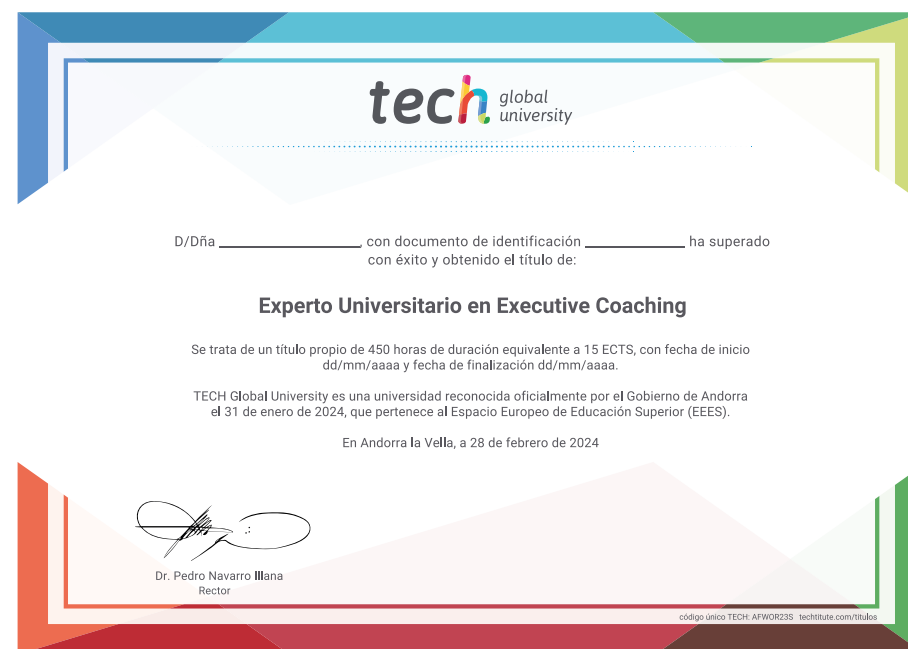 tech global university
D/Dña ______________, con documento de identificación __________ ha superado
con éxito y obtenido el título de:
Experto Universitario en Executive Coaching
Se trata de un título propio de 450 horas de duración equivalente a 15 ECTS, con fecha de inicio
dd/mm/aaaa y fecha de finalización dd/mm/aaaa.
TECH Global University es una universidad reconocida oficialmente por el Gobierno de Andorra
el 31 de enero de 2024, que pertenece al Espacio Europeo de Educación Superior (EEES).
En Andorra la Vella, a 28 de febrero de 2024
Dr. Pedro Navarro Illana
Rector
código único TECH: AFWOR23S techtitute.com/titulos